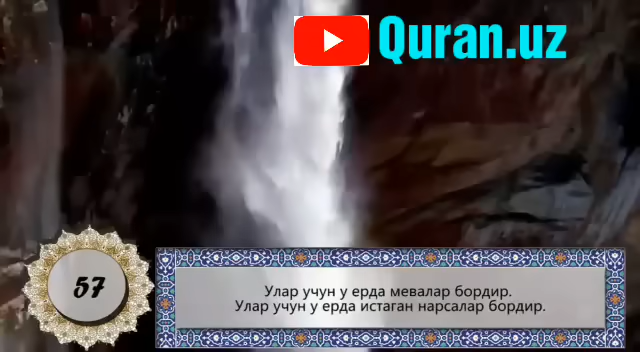 Quran.uz
57
Улар учун у ерда мевалар бордир.
Улар учун у ерда истаган нарсалар бордир.